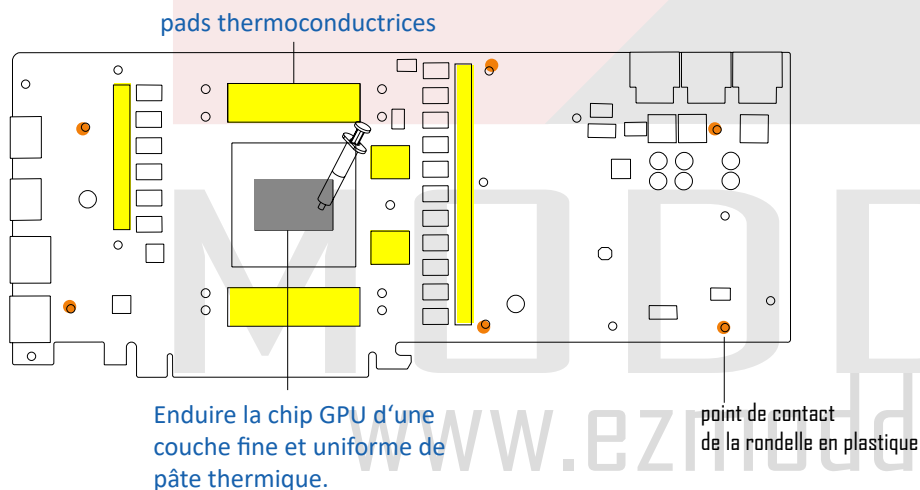 pads thermoconductrices
Enduire la chip GPU d‘une
couche fine et uniforme de
pâte thermique.
point de contact
de la rondelle en plastique
MODD
www.ezmodd